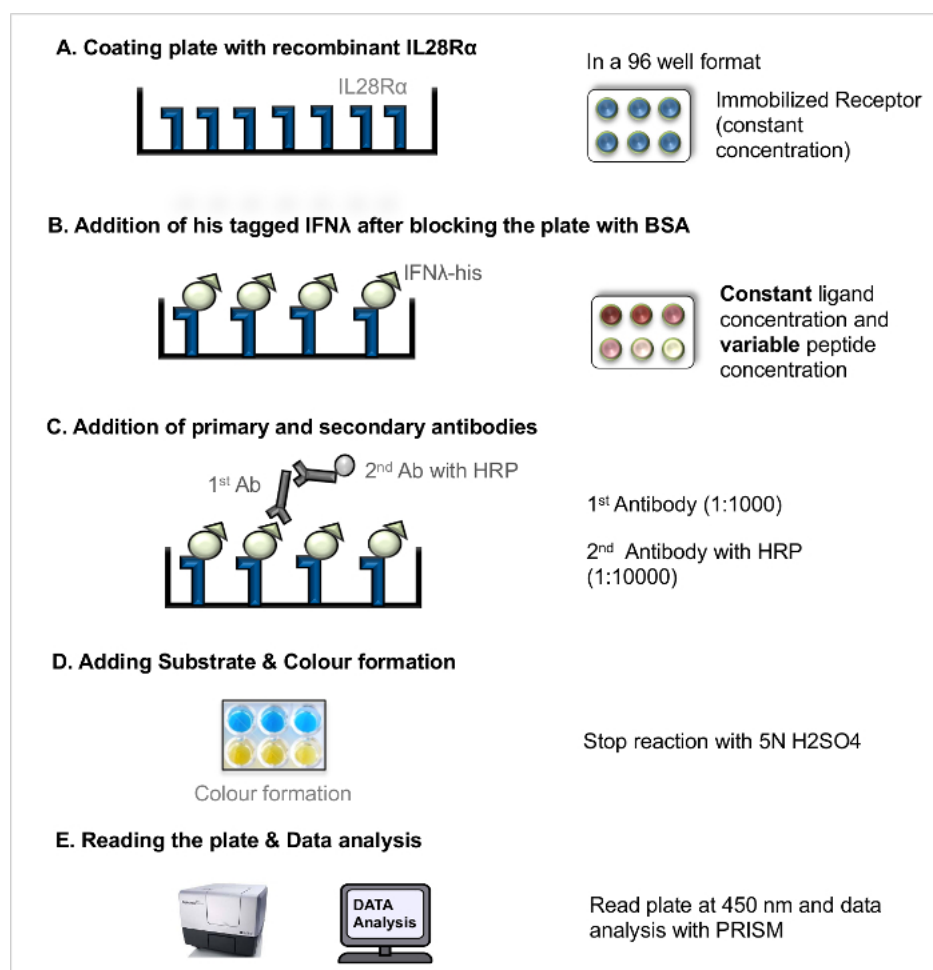 A. Coating plate with recombinant IL28Rα
IL28Rα
In a 96 well format
Immobilized Receptor
(constant
concentration)
B. Addition of his tagged IFNλ after blocking the plate with BSA
IFNλ-his
Constant ligand
concentration and
variable peptide
concentration
C. Addition of primary and secondary antibodies
1st Ab
2nd Ab with HRP
1st Antibody (1:1000)
2nd Antibody with HRP
(1:10000)
D. Adding Substrate & Colour formation
Colour formation
Stop reaction with 5N H2SO4
E. Reading the plate & Data analysis
DATA
Analysis
Read plate at 450 nm and data
analysis with PRISM